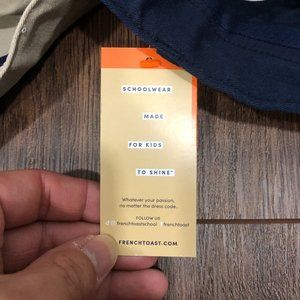 SCHOOLWEAR
MADE
FOR KIDS
TO SHINE™
Whatever your passion,
no matter the dress code.
FOLLOW US
frenchtoastschool frenchtoast
FRENCHTOAST.COM